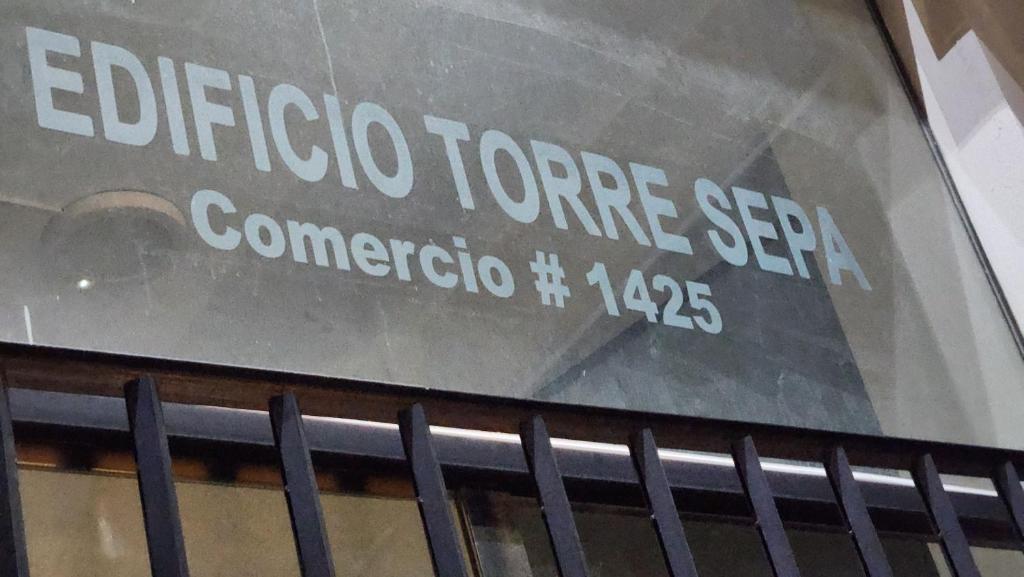 EDIFICIO TORRE SEPA
Comercio # 1425